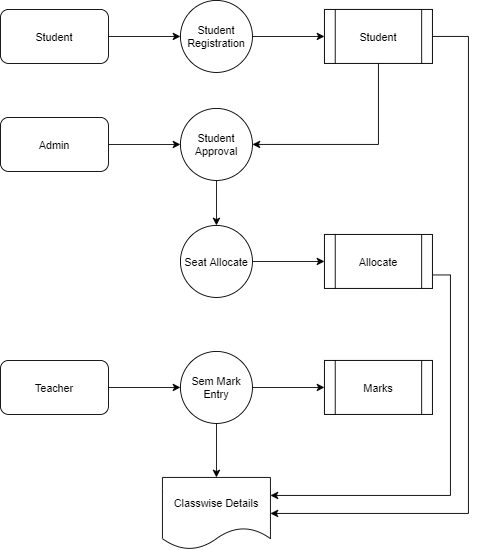 Student
Student
Registration
Student
Admin
Student
Approval
Seat Allocate
Allocate
Teacher
Sem Mark
Entry
Marks
Classwise Details